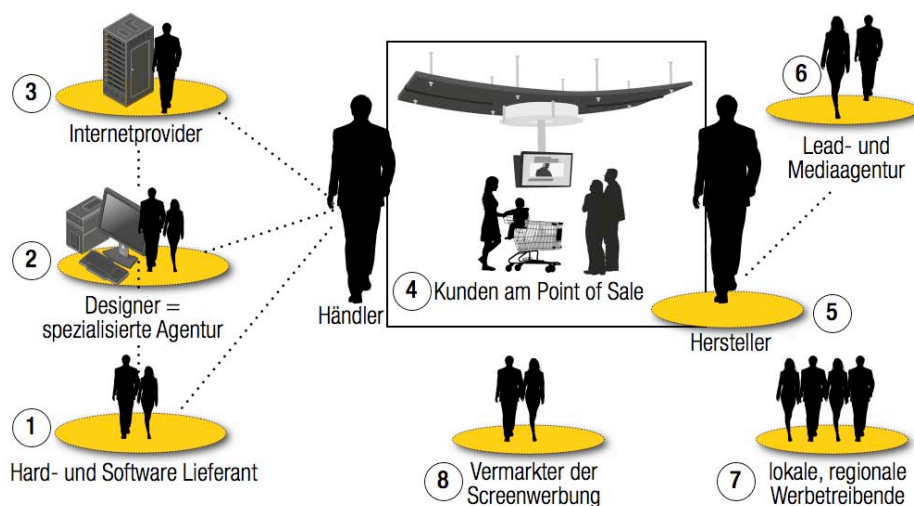 3
Internetprovider
6
Lead- und
Mediaagentur
2
Designer =
spezialisierte Agentur
Händler
4 Kunden am Point of Sale
5
Hersteller
1
Hard- und Software Lieferant
8 Vermarkter der
Screenwerbung
7 lokale, regionale
Werbetreibende